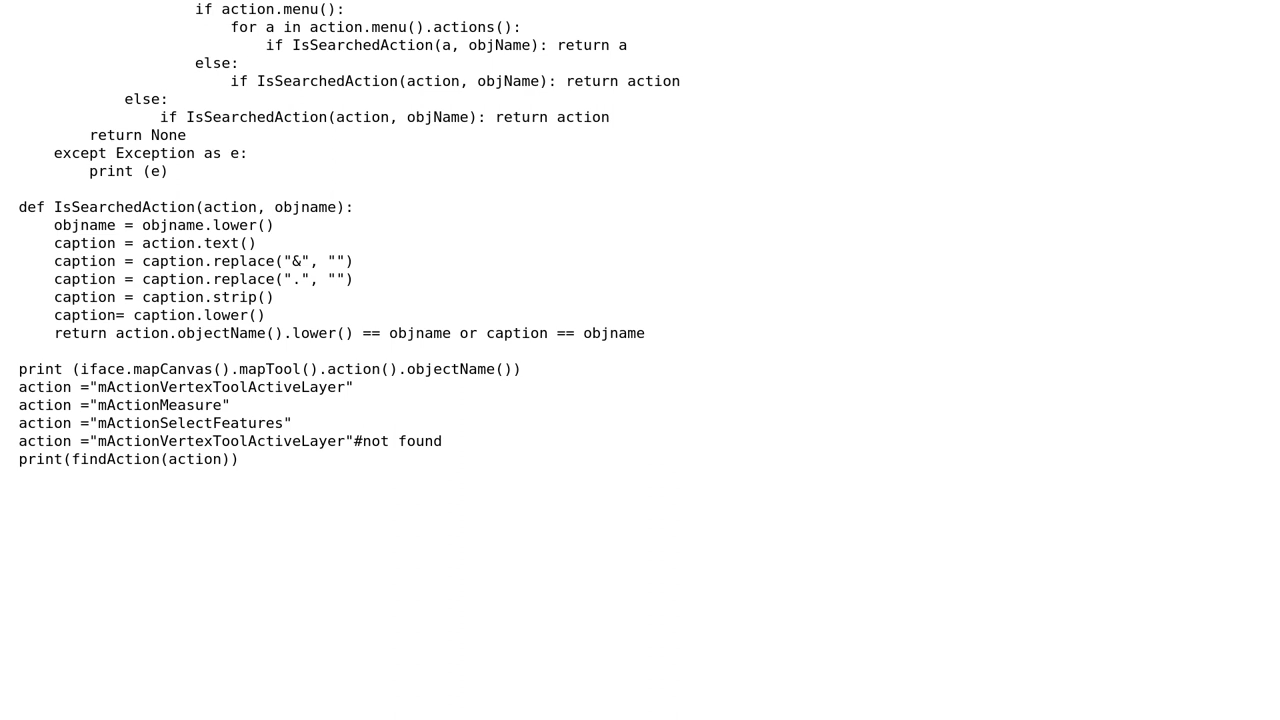 if action.menu():
                        for a in action.menu().actions():
                            if IsSearchedAction(a, objName): return a
                    else:
                        if IsSearchedAction(action, objName): return action
            else:
                if IsSearchedAction(action, objName): return action
        return None
    except Exception as e:
        print (e)

def IsSearchedAction(action, objname):
    objname = objname.lower()
    caption = action.text()
    caption = caption.replace("&", "")
    caption = caption.replace(".", "")
    caption = caption.strip()
    caption= caption.lower()
    return action.objectName().lower() == objname or caption == objname

print (iface.mapCanvas().mapTool().action().objectName())
action ="mActionVertexToolActiveLayer"
action ="mActionMeasure"
action ="mActionSelectFeatures"
action ="mActionVertexToolActiveLayer"#not found
print(findAction(action))